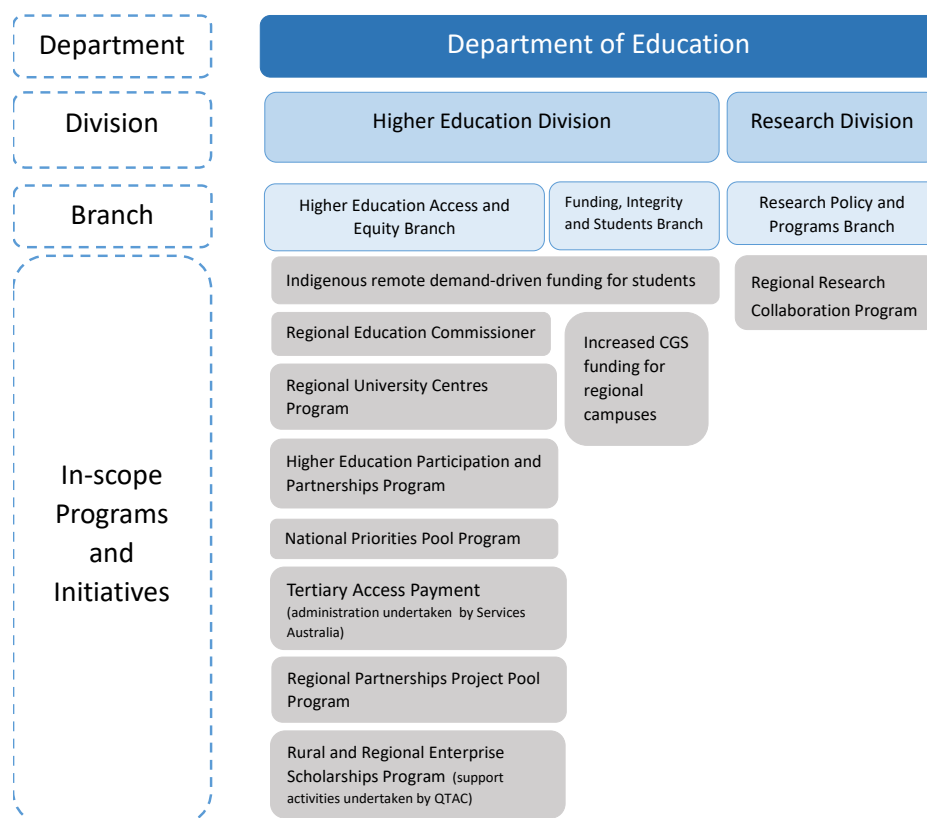 Department
Department of Education
Division
Higher Education Division
Research Division
Branch
Higher Education Access and
Equity Branch
Funding, Integrity
and Students Branch
Research Policy and
Programs Branch
In-scope
Programs
and
Initiatives
Indigenous remote demand-driven funding for students
Regional Education Commissioner
Regional University Centres
Program
Higher Education Participation and
Partnerships Program
National Priorities Pool Program
Tertiary Access Payment
(administration undertaken by Services
Australia)
Regional Partnerships Project Pool
Program
Rural and Regional Enterprise
Scholarships Program (support
activities undertaken by QTAC)
Increased CGS
funding for
regional
campuses
Regional Research
Collaboration Program